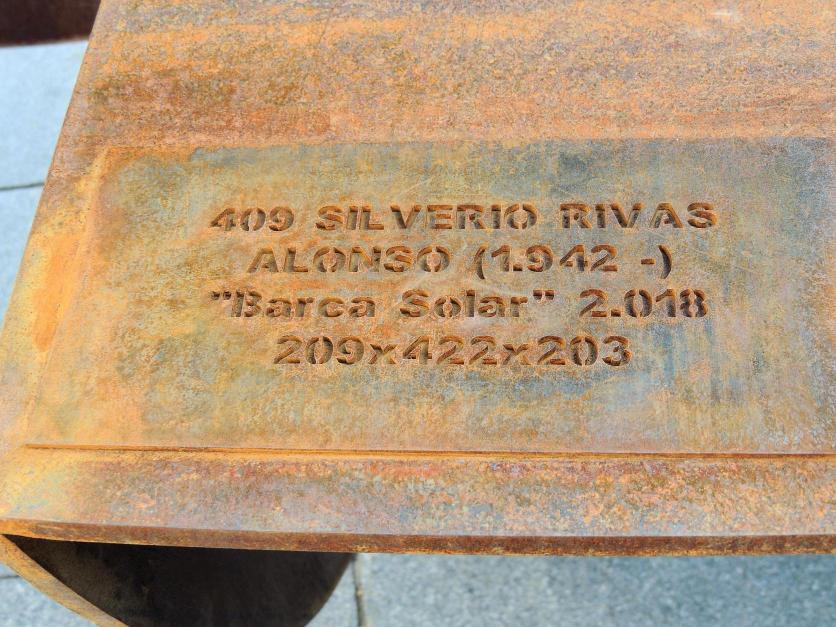 409 SILVERIO RIVAS
ALONSO (1.942 -)
"Barca Solar" 2.018
209x422x203